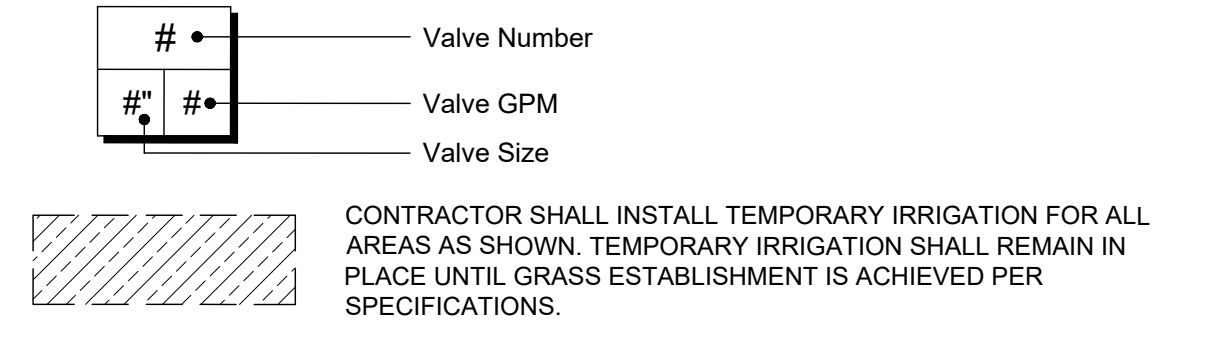 # Valve Number
#" # Valve GPM
Valve Size
CONTRACTOR SHALL INSTALL TEMPORARY IRRIGATION FOR ALL
AREAS AS SHOWN. TEMPORARY IRRIGATION SHALL REMAIN IN
PLACE UNTIL GRASS ESTABLISHMENT IS ACHIEVED PER
SPECIFICATIONS.